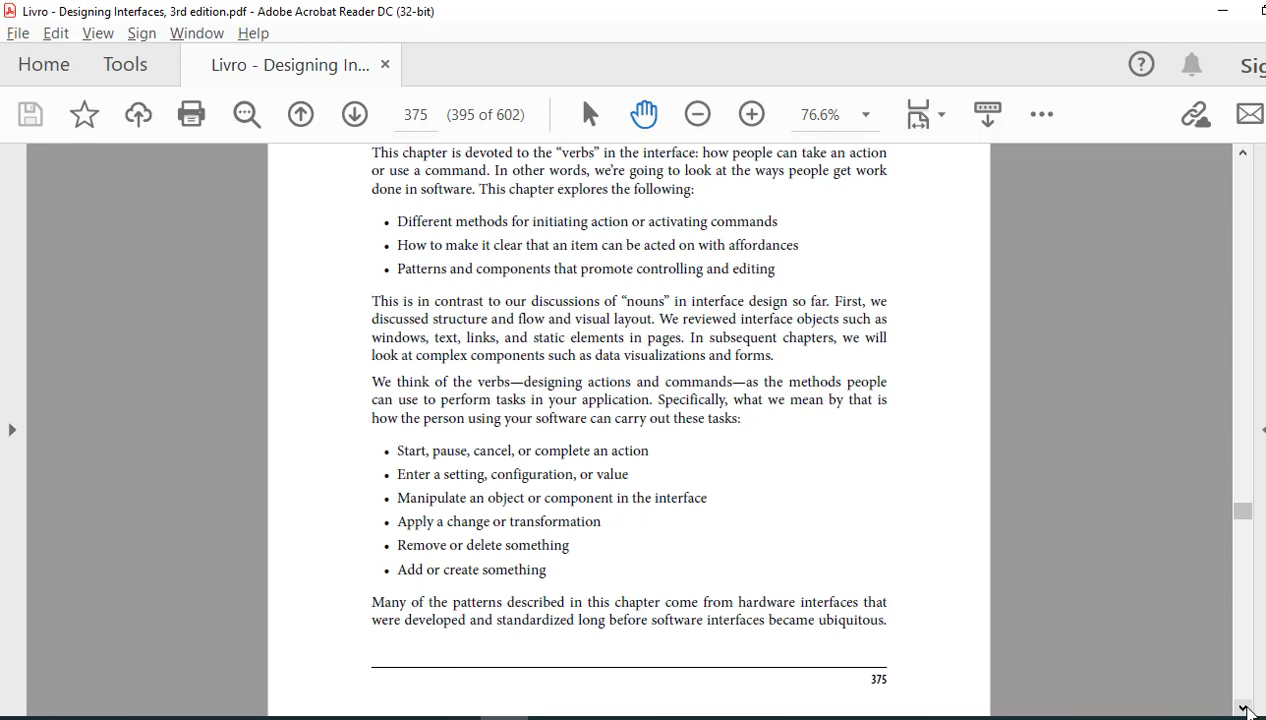 Livro - Designing Interfaces, 3rd edition.pdf - Adobe Acrobat Reader DC (32-bit)
File Edit View Sign Window Help
Home Tools Livro - Designing In... ×
375 (395 of 602) 76.6%
This chapter is devoted to the “verbs” in the interface: how people can take an action
or use a command. In other words, we’re going to look at the ways people get work
done in software. This chapter explores the following:
• Different methods for initiating action or activating commands
• How to make it clear that an item can be acted on with affordances
• Patterns and components that promote controlling and editing
This is in contrast to our discussions of “nouns” in interface design so far. First, we
discussed structure and flow and visual layout. We reviewed interface objects such as
windows, text, links, and static elements in pages. In subsequent chapters, we will
look at complex components such as data visualizations and forms.
We think of the verbs—designing actions and commands—as the methods people
can use to perform tasks in your application. Specifically, what we mean by that is
how the person using your software can carry out these tasks:
• Start, pause, cancel, or complete an action
• Enter a setting, configuration, or value
• Manipulate an object or component in the interface
• Apply a change or transformation
• Remove or delete something
• Add or create something
Many of the patterns described in this chapter come from hardware interfaces that
were developed and standardized long before software interfaces became ubiquitous.
375